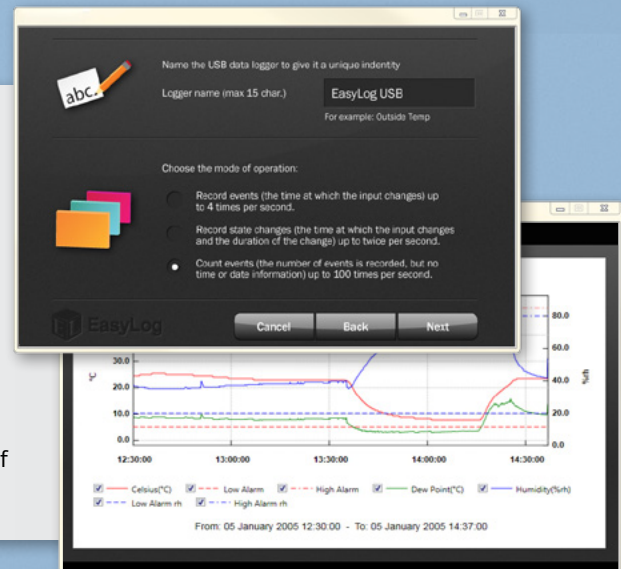 abc.
Name the USB data logger to give it a unique indentity
Logger name (max 15 char.)
EasyLog USB
For example: Outside Temp
Choose the mode of operation:
Record events (the time at which the input changes) up
to 4 times per second.
Record state changes (the time at which the input changes
and the duration of the change) up to twice per second.
Count events (the number of events is recorded, but no
time or date information) up to 100 times per second.
EasyLog
Cancel
Back
Next
f
°C
30.0
20.0
10.0
0.0
80.0
60.0
40.0
20.0
0.0
%rh
12:30:00 13:00:00 13:30:00 14:00:00 14:30:00
Celsius(°C) Low Alarm High Alarm Dew Point(°C) Humidity(%rh)
Low Alarm rh High Alarm rh
From: 05 January 2005 12:30:00 - To: 05 January 2005 14:37:00